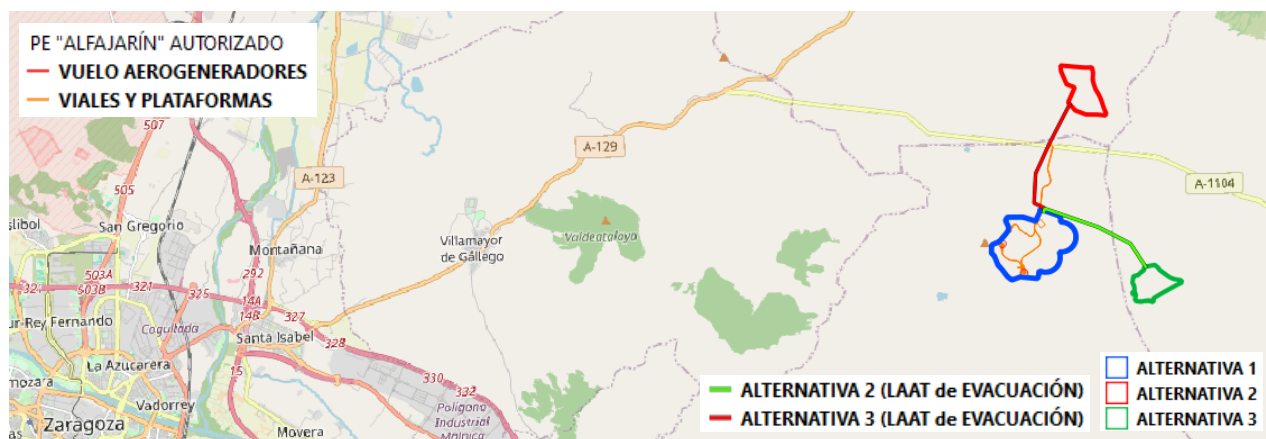 PE "ALFAJARÍN" AUTORIZADO
VUELO AEROGENERADORES
VIALES Y PLATAFORMAS
507
A-129
A-123
A-1104
505
San Gregorio
Montañana
Villamayor
de Gállego
Valdeatalaya
503A
503B
321
325
292
14A
14B
327
328
Rey Fernando
Cogullada
Santa Isabel
La Azucarera
15
330
332
Vadorrey
Polígono
Industrial
Malpica
Zaragoza
Movera
ALTERNATIVA 2 (LAAT de EVACUACIÓN)
ALTERNATIVA 3 (LAAT de EVACUACIÓN)
ALTERNATIVA 1
ALTERNATIVA 2
ALTERNATIVA 3